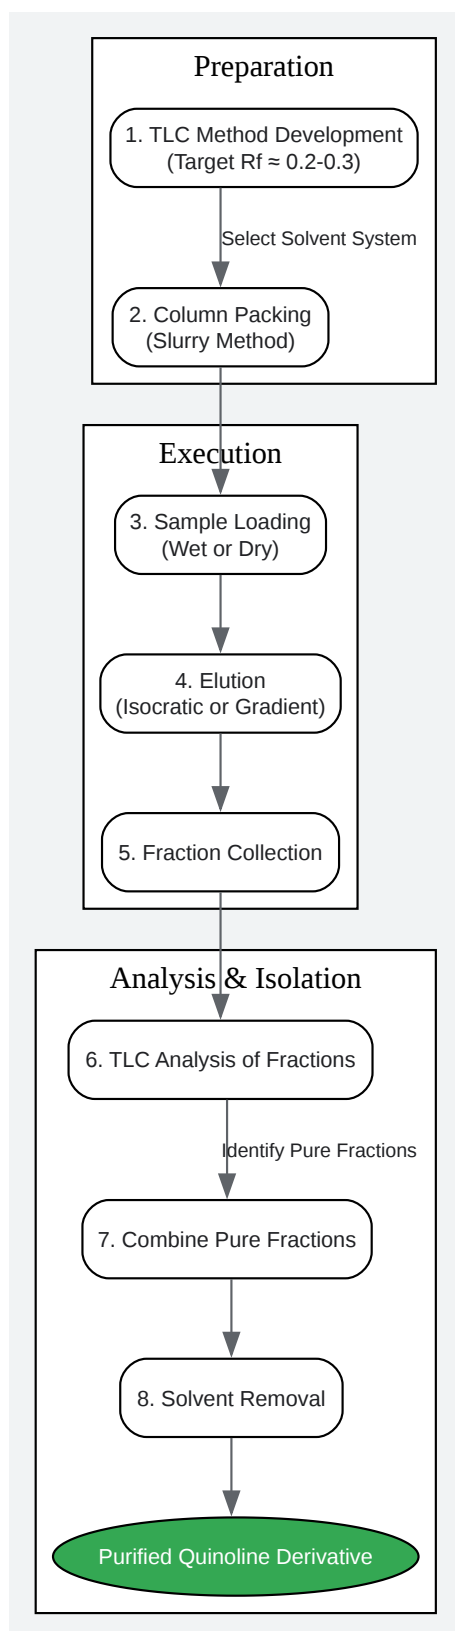 Preparation
1. TLC Method Development
(Target Rf ≈ 0.2-0.3)
Select Solvent System
2. Column Packing
(Slurry Method)
Execution
3. Sample Loading
(Wet or Dry)
4. Elution
(Isocratic or Gradient)
5. Fraction Collection
Analysis & Isolation
6. TLC Analysis of Fractions
Identify Pure Fractions
7. Combine Pure Fractions
8. Solvent Removal
Purified Quinoline Derivative